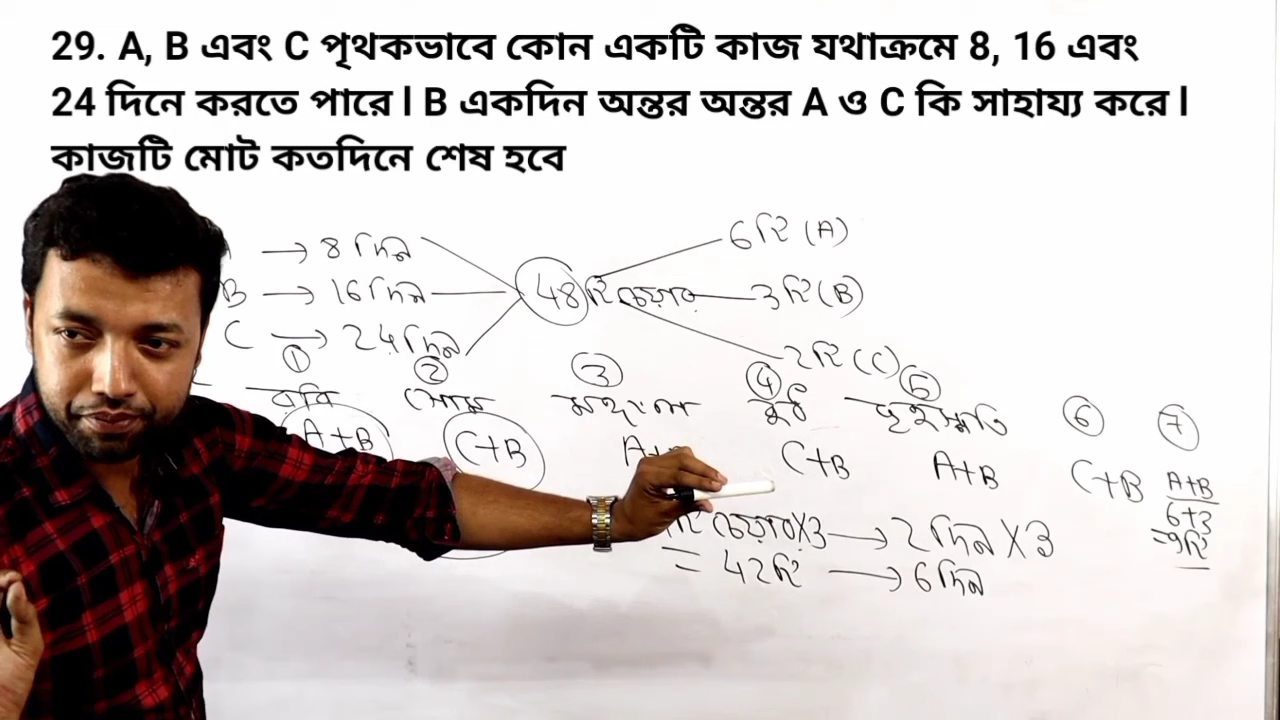 29. A, B এবং C পৃথকভাবে কোন একটি কাজ যথাক্রমে 8, 16 এবং
24 দিনে করতে পারে l B একদিন অন্তর অন্তর A ও C কি সাহায্য করে l
কাজটি মোট কতদিনে শেষ হবে
→ 8 দিন
B → 16 দিন
C → 24 দিন
48 টি চেয়ার
6 টি (A)
3 টি (B)
2 টি (C)
1 2 3 4 5 6 7
রবি সোম মঙ্গল বুধ বৃহস্পতি
A+B C+B C+B A+B C+B A+B
6+3
= 9 টি
টি চেয়ার X3 → 2 দিন X 3
= 42 টি → 6 দিন